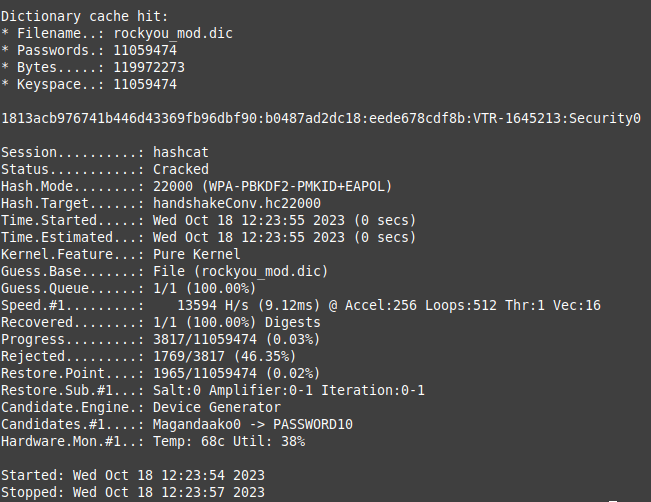 Dictionary cache hit:
* Filename..: rockyou_mod.dic
* Passwords.: 11059474
* Bytes.....: 119972273
* Keyspace..: 11059474
1813acb976741b446d43369fb96dbf90:b0487ad2dc18:eede678cdf8b:VTR-1645213:Security0
Session..........: hashcat
Status...........: Cracked
Hash.Mode........: 22000 (WPA-PBKDF2-PMKID+EAPOL)
Hash.Target......: handshakeConv.hc22000
Time.Started.....: Wed Oct 18 12:23:55 2023 (0 secs)
Time.Estimated...: Wed Oct 18 12:23:55 2023 (0 secs)
Kernel.Feature...: Pure Kernel
Guess.Base.......: File (rockyou_mod.dic)
Guess.Queue......: 1/1 (100.00%)
Speed.#1.........:    13594 H/s (9.12ms) @ Accel:256 Loops:512 Thr:1 Vec:16
Recovered........: 1/1 (100.00%) Digests
Progress.........: 3817/11059474 (0.03%)
Rejected.........: 1769/3817 (46.35%)
Restore.Point....: 1965/11059474 (0.02%)
Restore.Sub.#1...: Salt:0 Amplifier:0-1 Iteration:0-1
Candidate.Engine.: Device Generator
Candidates.#1....: Magandaako0 -> PASSWORD10
Hardware.Mon.#1..: Temp: 68c Util: 38%
Started: Wed Oct 18 12:23:54 2023
Stopped: Wed Oct 18 12:23:57 2023